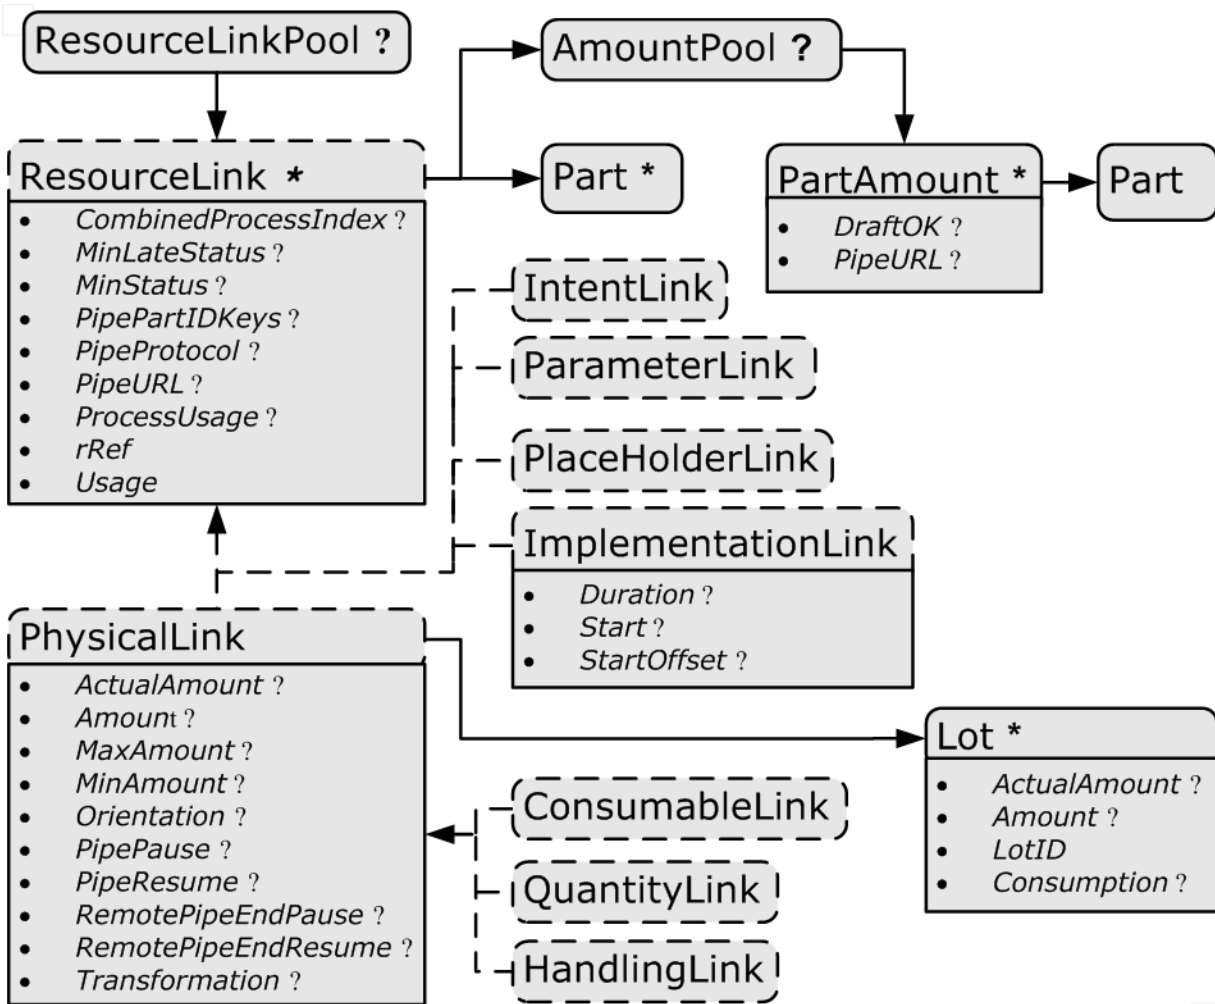 ResourceLinkPool ?
AmountPool ?
ResourceLink *
• CombinedProcessIndex ?
• MinLateStatus ?
• MinStatus ?
• PipePartIDKeys ?
• PipeProtocol ?
• PipeURL ?
• ProcessUsage ?
• rRef
• Usage
Part *
PartAmount *
• DraftOK ?
• PipeURL ?
Part
IntentLink
ParameterLink
PlaceHolderLink
ImplementationLink
• Duration ?
• Start ?
• StartOffset ?
PhysicalLink
• ActualAmount ?
• Amount ?
• MaxAmount ?
• MinAmount ?
• Orientation ?
• PipePause ?
• PipeResume ?
• RemotePipeEndPause ?
• RemotePipeEndResume ?
• Transformation ?
ConsumableLink
QuantityLink
HandlingLink
Lot *
• ActualAmount ?
• Amount ?
• LotID
• Consumption ?